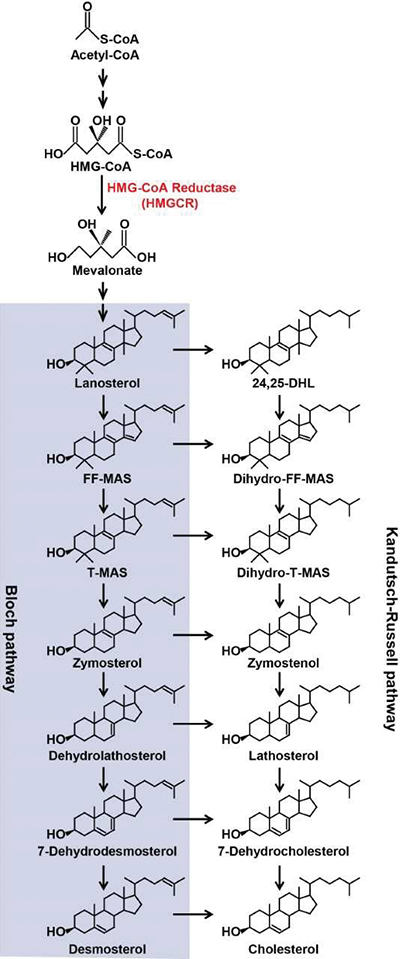 O
S-CoA
Acetyl-CoA
O OH O
HO S-CoA
HMG-CoA
HMG-CoA Reductase
(HMGCR)
OH O
HO OH
Mevalonate
HO HO
Lanosterol 24,25-DHL
HO HO
FF-MAS Dihydro-FF-MAS
HO HO
T-MAS Dihydro-T-MAS
HO HO
Zymosterol Zymostenol
HO HO
Dehydrolathosterol Lathosterol
HO HO
7-Dehydrodesmosterol 7-Dehydrocholesterol
HO HO
Desmosterol Cholesterol
Bloch pathway
Kandutsch-Russell pathway